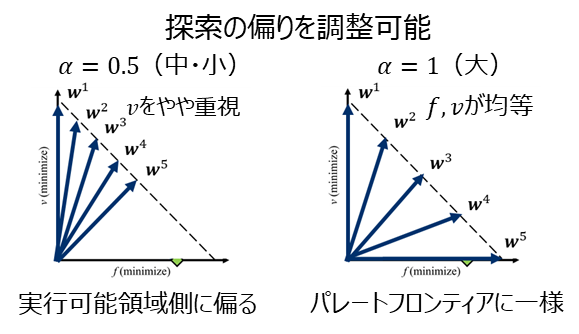 探索の偏りを調整可能
α = 0.5（中・小）
vをやや重視
w¹
w²
w³
w⁴
w⁵
v (minimize)
f (minimize)
実行可能領域側に偏る
α = 1（大）
f, vが均等
w¹
w²
w³
w⁴
w⁵
v (minimize)
f (minimize)
パレートフロンティアに一様